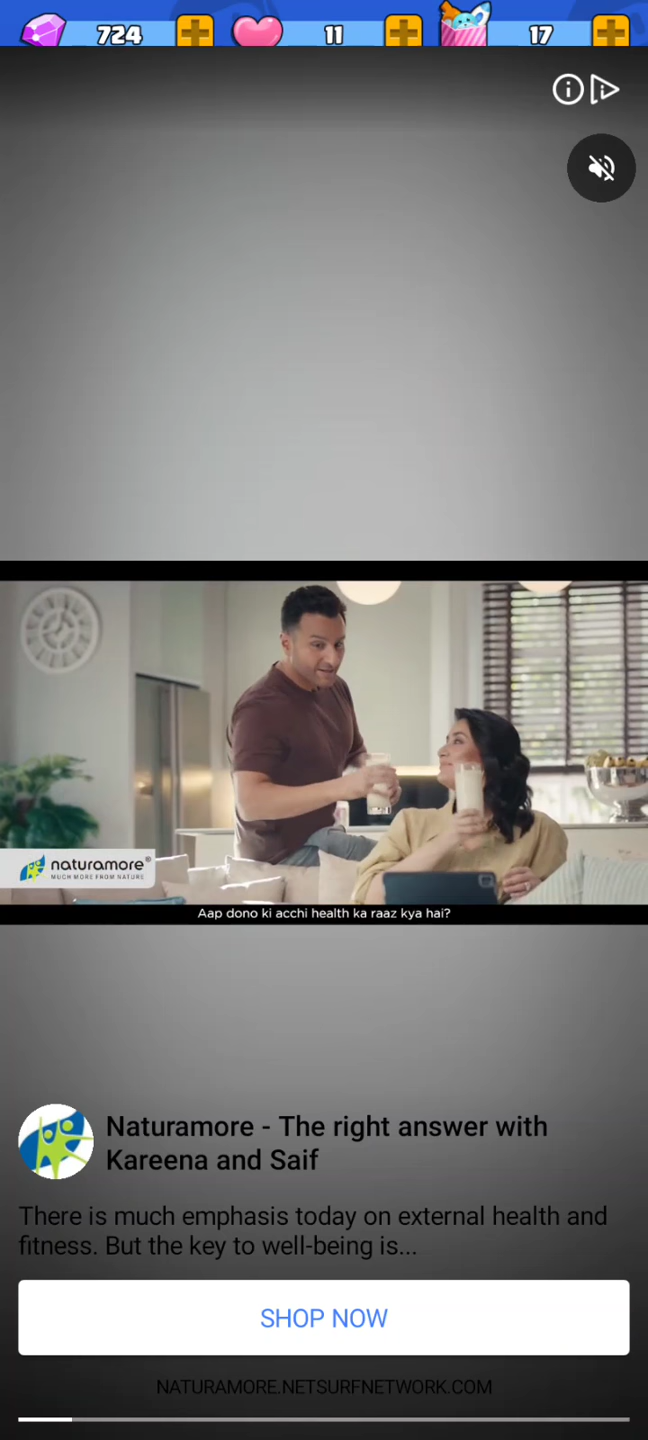 724 11 17
naturamore®
MUCH MORE FROM NATURE
Aap dono ki acchi health ka raaz kya hai?
Naturamore - The right answer with
Kareena and Saif
There is much emphasis today on external health and
fitness. But the key to well-being is...
SHOP NOW
NATURAMORE.NETSURFNETWORK.COM